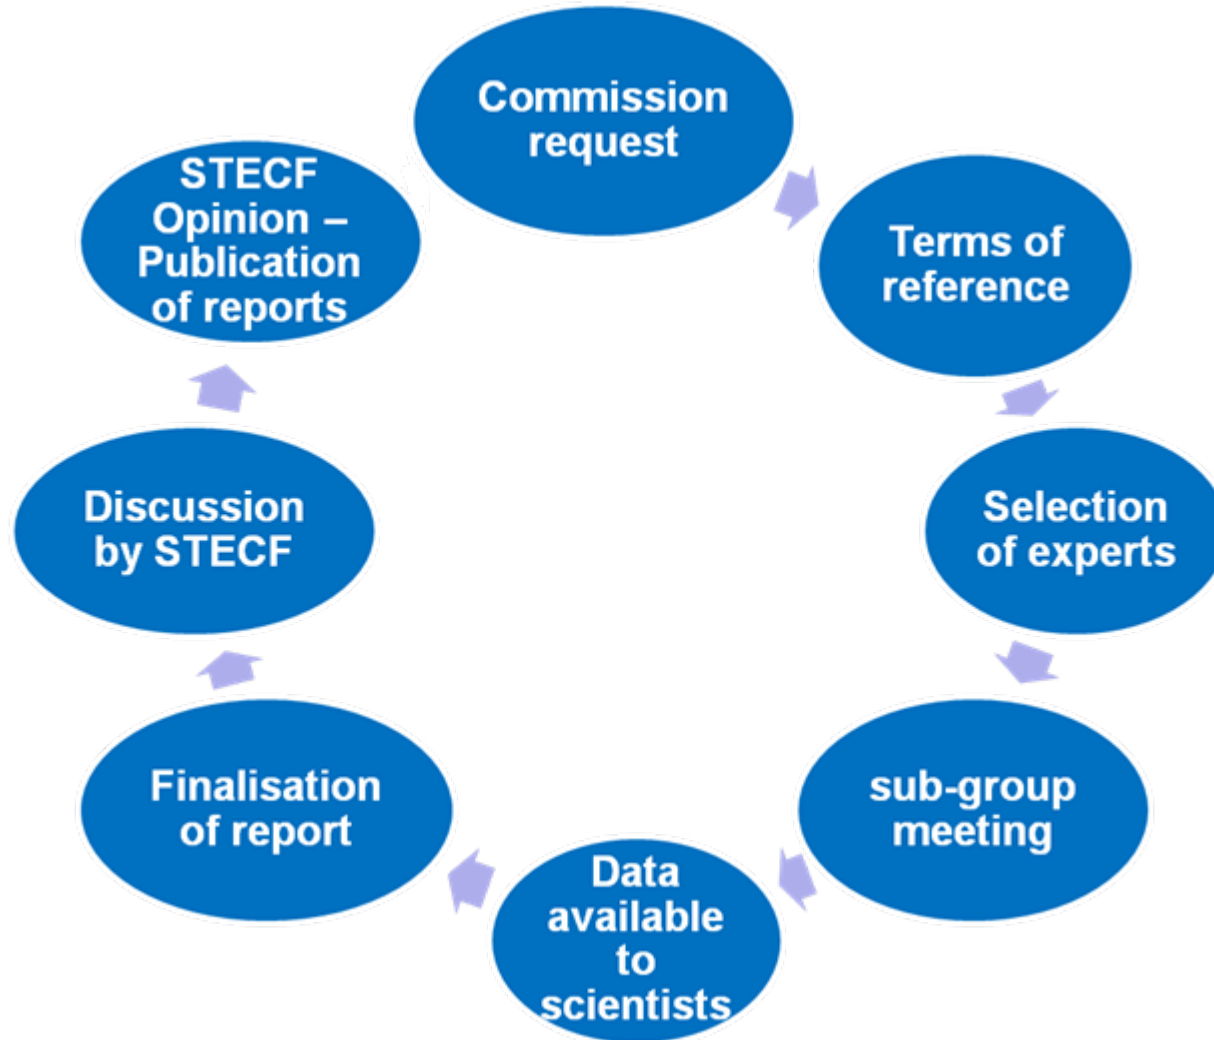 Commission
request
Terms of
reference
Selection
of experts
sub-group
meeting
Data
available
to
scientists
Finalisation
of report
Discussion
by STECF
STECF
Opinion –
Publication
of reports